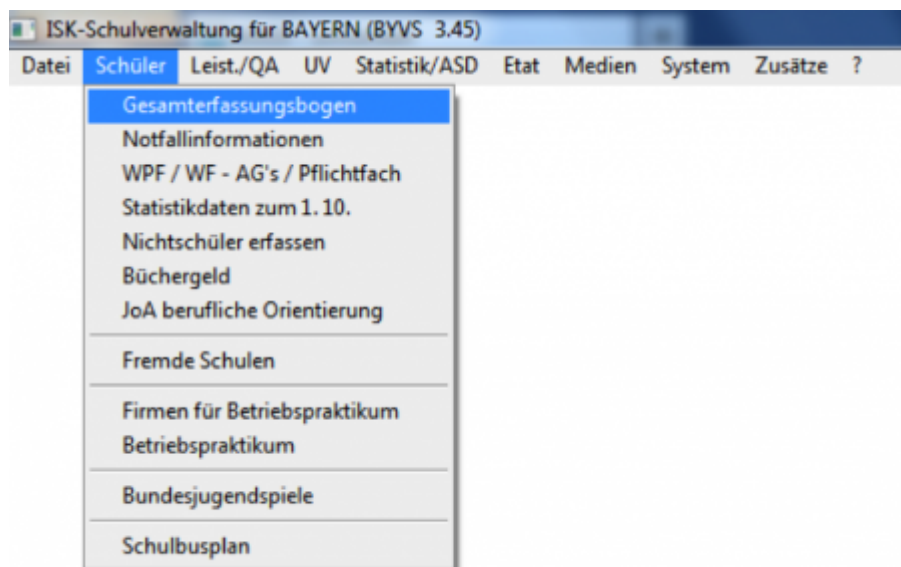 ISK-Schulverwaltung für BAYERN (BYVS 3.45)
Datei Schüler Leist./QA UV Statistik/ASD Etat Medien System Zusätze ?
Gesamterfassungsbogen
Notfallinformationen
WPF / WF - AG's / Pflichtfach
Statistikdaten zum 1. 10.
Nichtschüler erfassen
Büchergeld
JoA berufliche Orientierung
Fremde Schulen
Firmen für Betriebspraktikum
Betriebspraktikum
Bundesjugendspiele
Schulbusplan